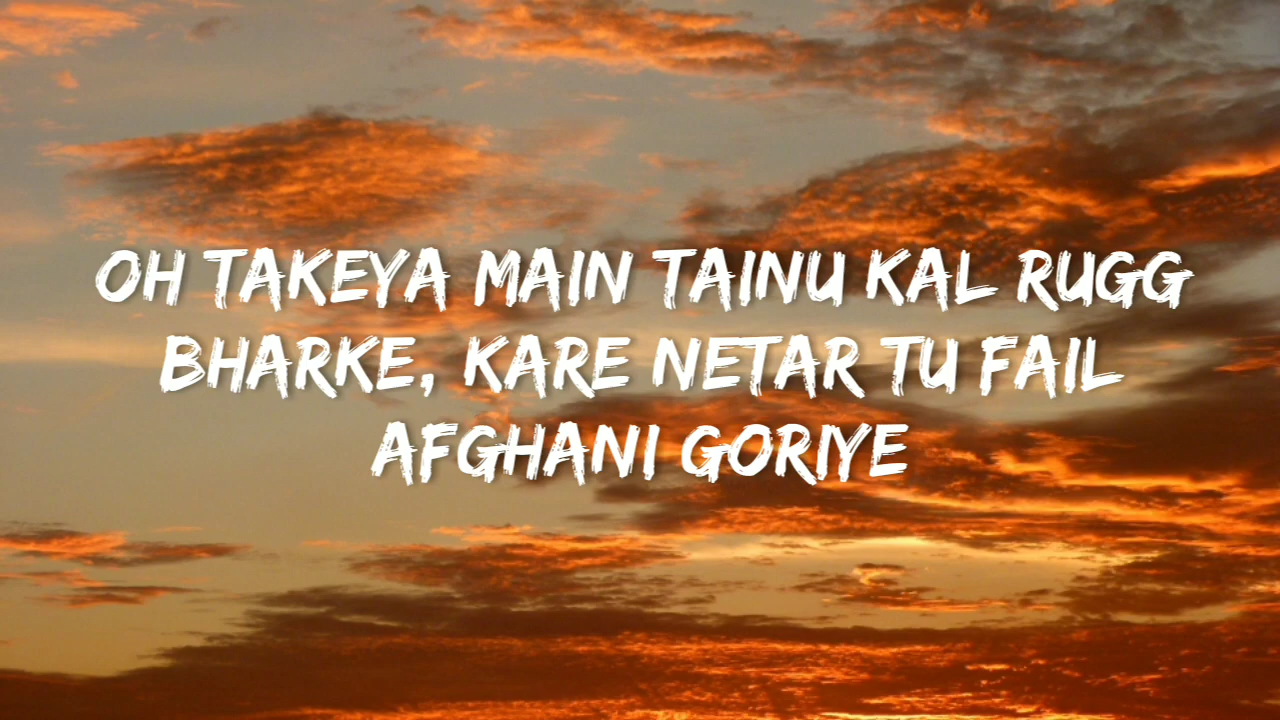 OH TAKEYA MAIN TAINU KAL RUGG
BHARKE, KARE NETAR TU FAIL
AFGHANI GORIYE